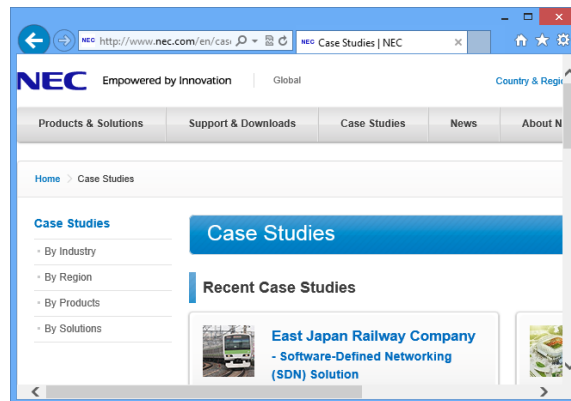 NEC http://www.nec.com/en/cas
NEC Case Studies | NEC
NEC Empowered by Innovation Global Country & Regi
Products & Solutions Support & Downloads Case Studies News About N
Home > Case Studies
Case Studies
By Industry
By Region
By Products
By Solutions
Case Studies
Recent Case Studies
East Japan Railway Company
- Software-Defined Networking
(SDN) Solution